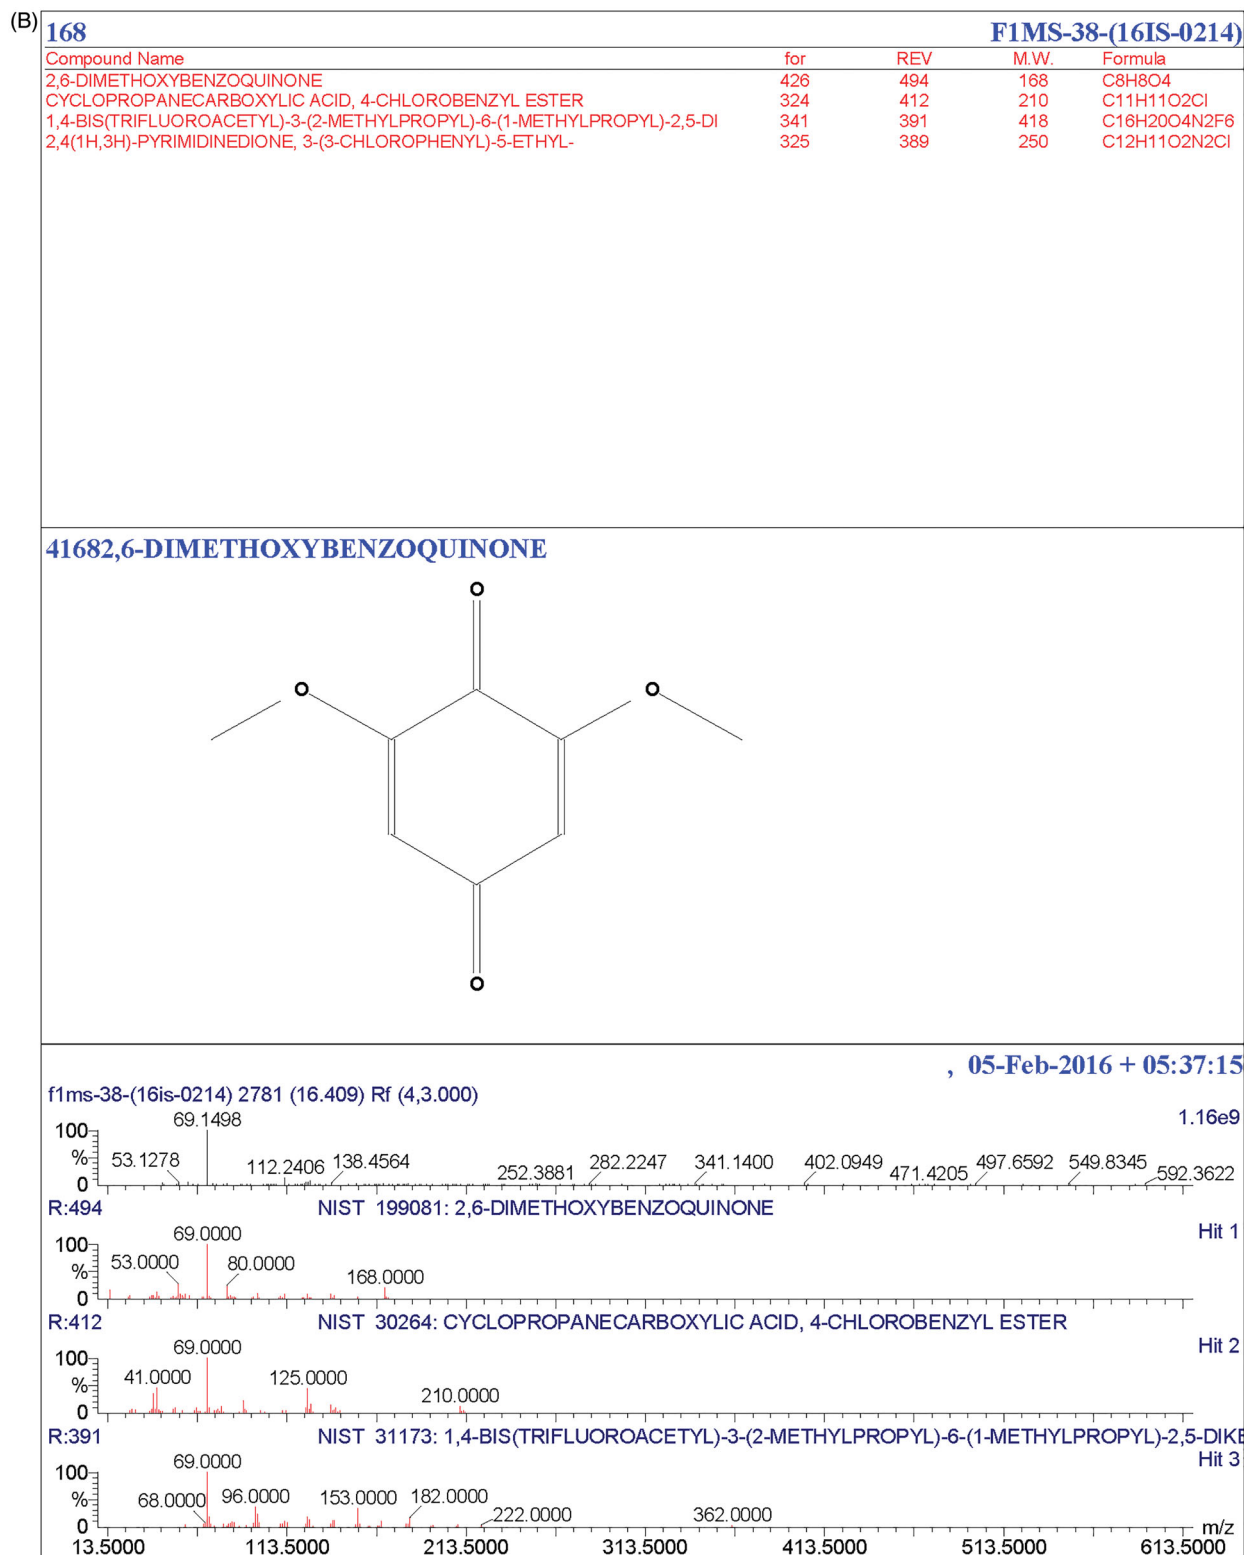 (B)
168 F1MS-38-(16IS-0214)
Compound Name for REV M.W. Formula
2,6-DIMETHOXYBENZOQUINONE 426 494 168 C8H8O4
CYCLOPROPANECARBOXYLIC ACID, 4-CHLOROBENZYL ESTER 324 412 210 C11H11O2Cl
1,4-BIS(TRIFLUOROACETYL)-3-(2-METHYLPROPYL)-6-(1-METHYLPROPYL)-2,5-DI 341 391 418 C16H20O4N2F6
2,4(1H,3H)-PYRIMIDINEDIONE, 3-(3-CHLOROPHENYL)-5-ETHYL- 325 389 250 C12H11O2N2Cl
41682,6-DIMETHOXYBENZOQUINONE
O
O O
O
, 05-Feb-2016 + 05:37:15
f1ms-38-(16is-0214) 2781 (16.409) Rf (4,3.000)
69.1498 1.16e9
100
% 53.1278 112.2406 138.4564 252.3881 282.2247 341.1400 402.0949 471.4205 497.6592 549.8345 592.3622
0
R:494 NIST 199081: 2,6-DIMETHOXYBENZOQUINONE
Hit 1
100 69.0000
% 53.0000 80.0000 168.0000
0
R:412 NIST 30264: CYCLOPROPANECARBOXYLIC ACID, 4-CHLOROBENZYL ESTER
Hit 2
100 69.0000
% 41.0000 125.0000 210.0000
0
R:391 NIST 31173: 1,4-BIS(TRIFLUOROACETYL)-3-(2-METHYLPROPYL)-6-(1-METHYLPROPYL)-2,5-DIKE
Hit 3
100 69.0000
% 68.0000 96.0000 153.0000 182.0000 222.0000 362.0000
0 m/z
13.5000 113.5000 213.5000 313.5000 413.5000 513.5000 613.5000